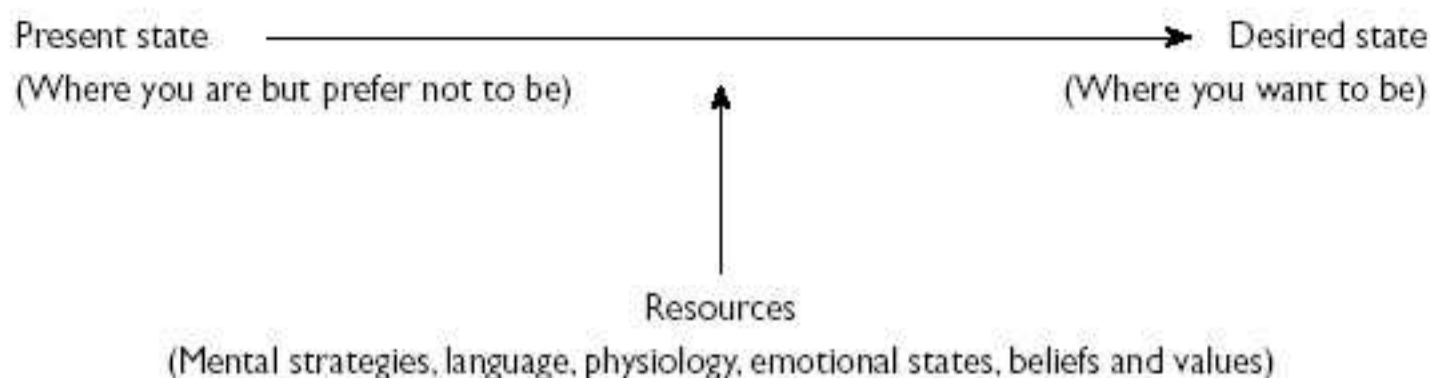 Present state Desired state
(Where you are but prefer not to be) (Where you want to be)
Resources
(Mental strategies, language, physiology, emotional states, beliefs and values)